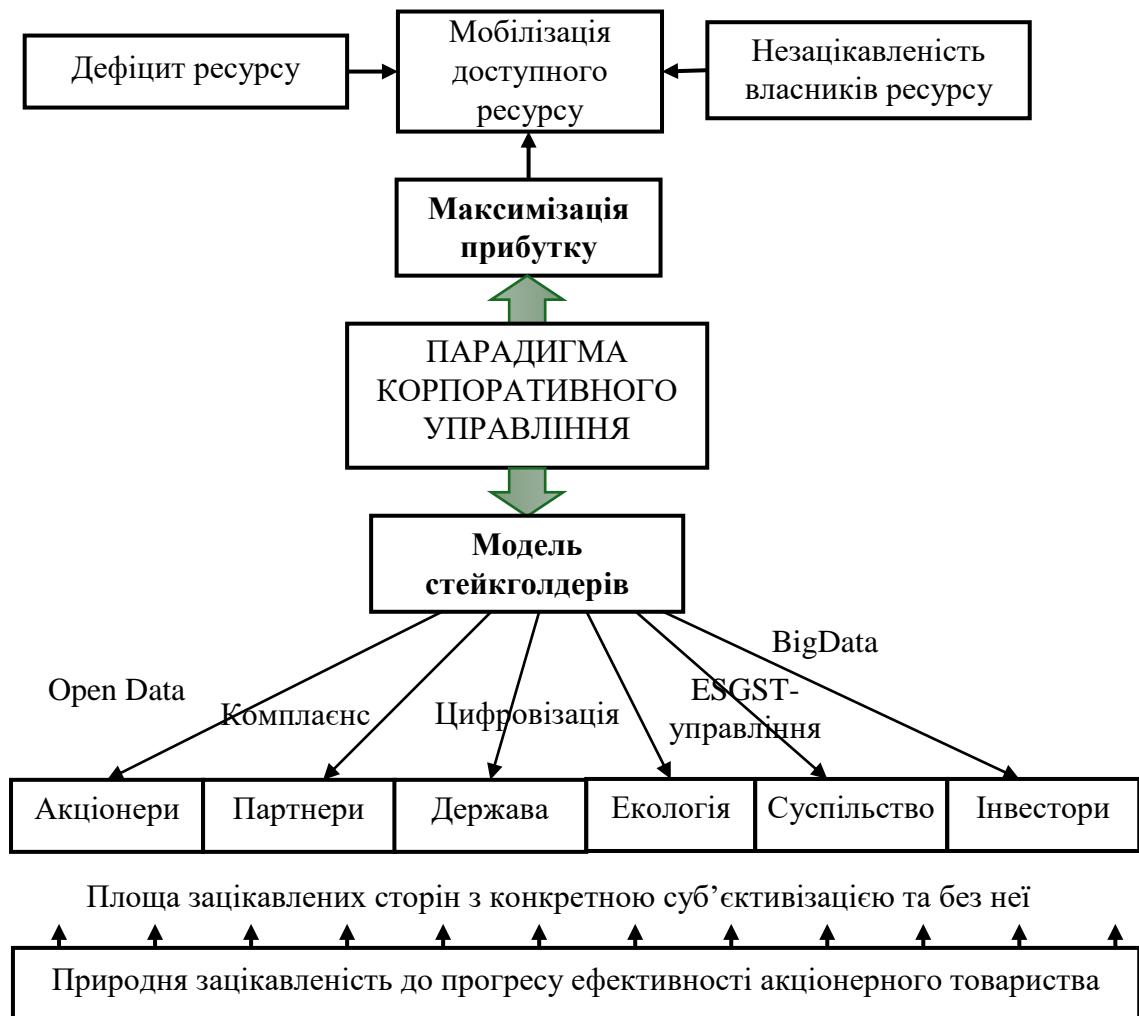 Дефіцит ресурсу
Мобілізація
доступного
ресурсу
Незацікавленість
власників ресурсу
Максимізація
прибутку
ПАРАДИГМА
КОРПОРАТИВНОГО
УПРАВЛІННЯ
Модель
стейкголдерів
Open Data
Комплаєнс
Цифровізація
ESGST-
управління
BigData
Акціонери
Партнери
Держава
Екологія
Суспільство
Інвестори
Площа зацікавлених сторін з конкретною суб’єктивізацією та без неї
Природня зацікавленість до прогресу ефективності акціонерного товариства